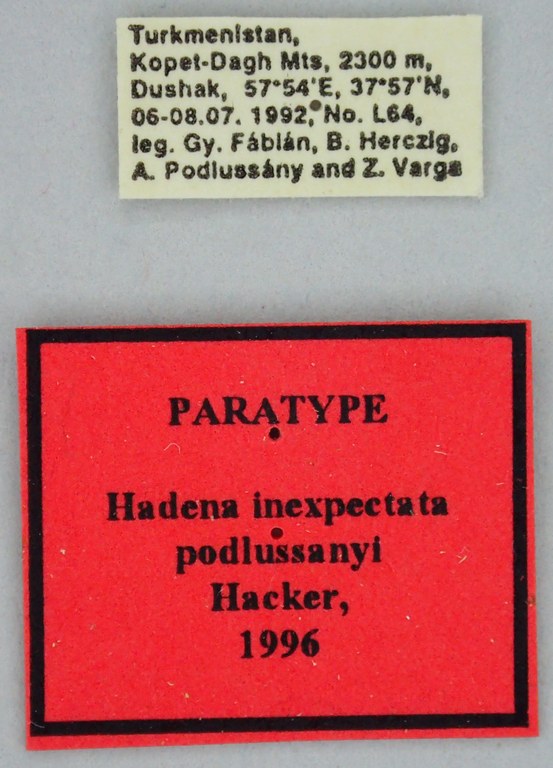 Turkmenistan,
Kopet-Dagh Mts, 2300 m,
Dushak, 57°54'E, 37°57'N,
06-08.07. 1992, No. L64,
leg. Gy. Fábián, B. Herczig,
A. Podlussány and Z. Varga
PARATYPE
Hadena inexpectata
podlussanyi
Hacker,
1996